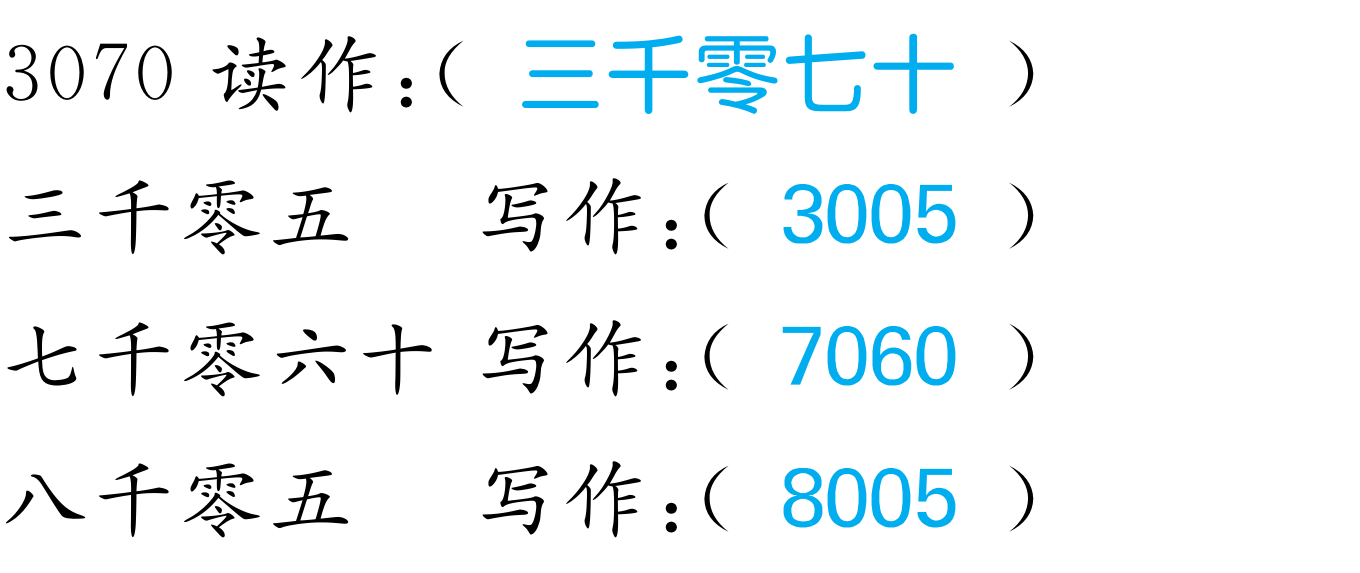 3070 读作：（ 三千零七十 ）
三千零五 写作：（ 3005 ）
七千零六十 写作：（ 7060 ）
八千零五 写作：（ 8005 ）